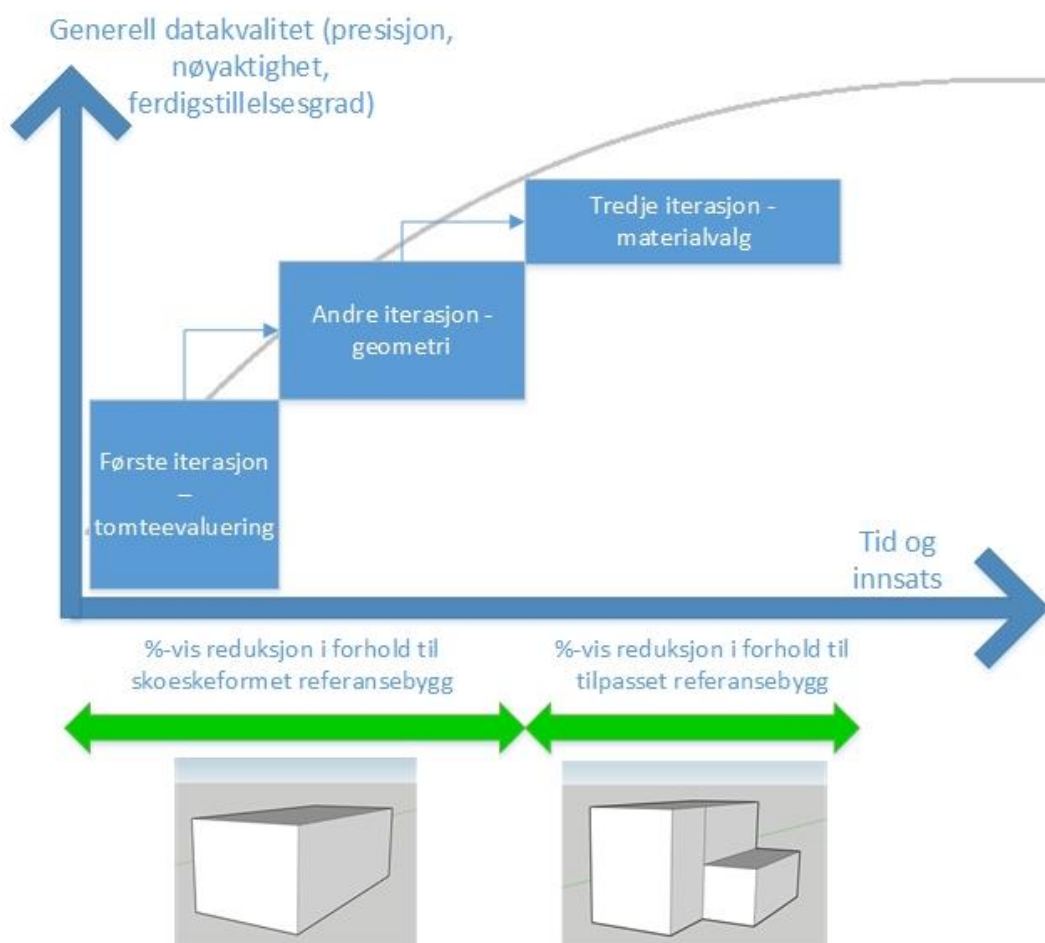 Generell datakvalitet (presisjon,
nøyaktighet,
ferdigstillelsesgrad)
Tredje iterasjon -
materialvalg
Andre iterasjon -
geometri
Første iterasjon
–
tomteevaluering
Tid og
innsats
%-vis reduksjon i forhold til
skoeskeformet referansebygg
%-vis reduksjon i forhold til
tilpasset referansebygg